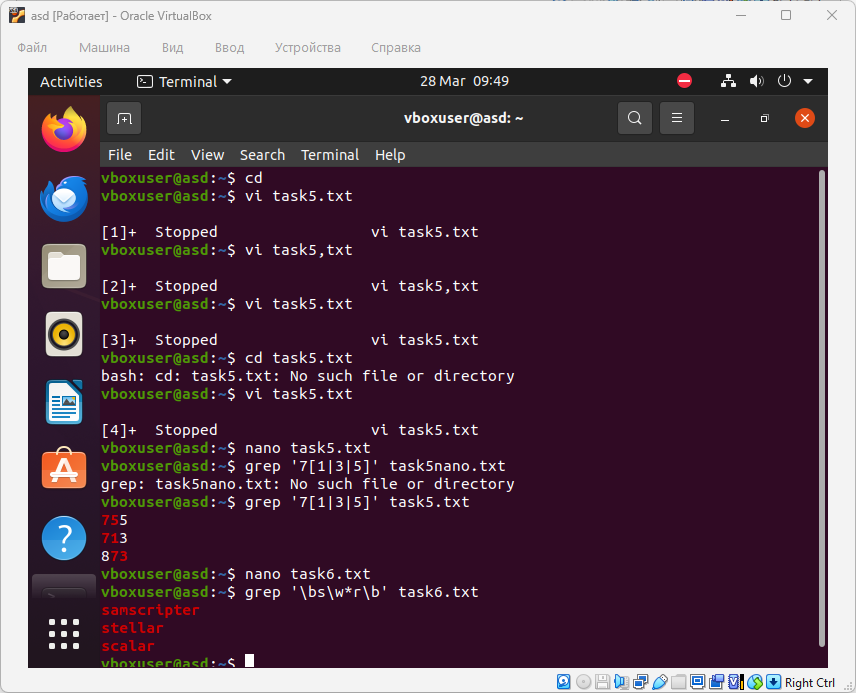 asd [Работает] - Oracle VirtualBox
Файл Машина Вид Ввод Устройства Справка
Activities Terminal 28 Mar 09:49
vboxuser@asd: ~
File Edit View Search Terminal Help
vboxuser@asd:~$ cd
vboxuser@asd:~$ vi task5.txt
[1]+ Stopped vi task5.txt
vboxuser@asd:~$ vi task5,txt
[2]+ Stopped vi task5,txt
vboxuser@asd:~$ vi task5.txt
[3]+ Stopped vi task5.txt
vboxuser@asd:~$ cd task5.txt
bash: cd: task5.txt: No such file or directory
vboxuser@asd:~$ vi task5.txt
[4]+ Stopped vi task5.txt
vboxuser@asd:~$ nano task5.txt
vboxuser@asd:~$ grep '7[1|3|5]' task5nano.txt
grep: task5nano.txt: No such file or directory
vboxuser@asd:~$ grep '7[1|3|5]' task5.txt
755
713
873
vboxuser@asd:~$ nano task6.txt
vboxuser@asd:~$ grep '\bs\w*r\b' task6.txt
samscripter
stellar
scalar
vboxuser@asd:~$
Right Ctrl